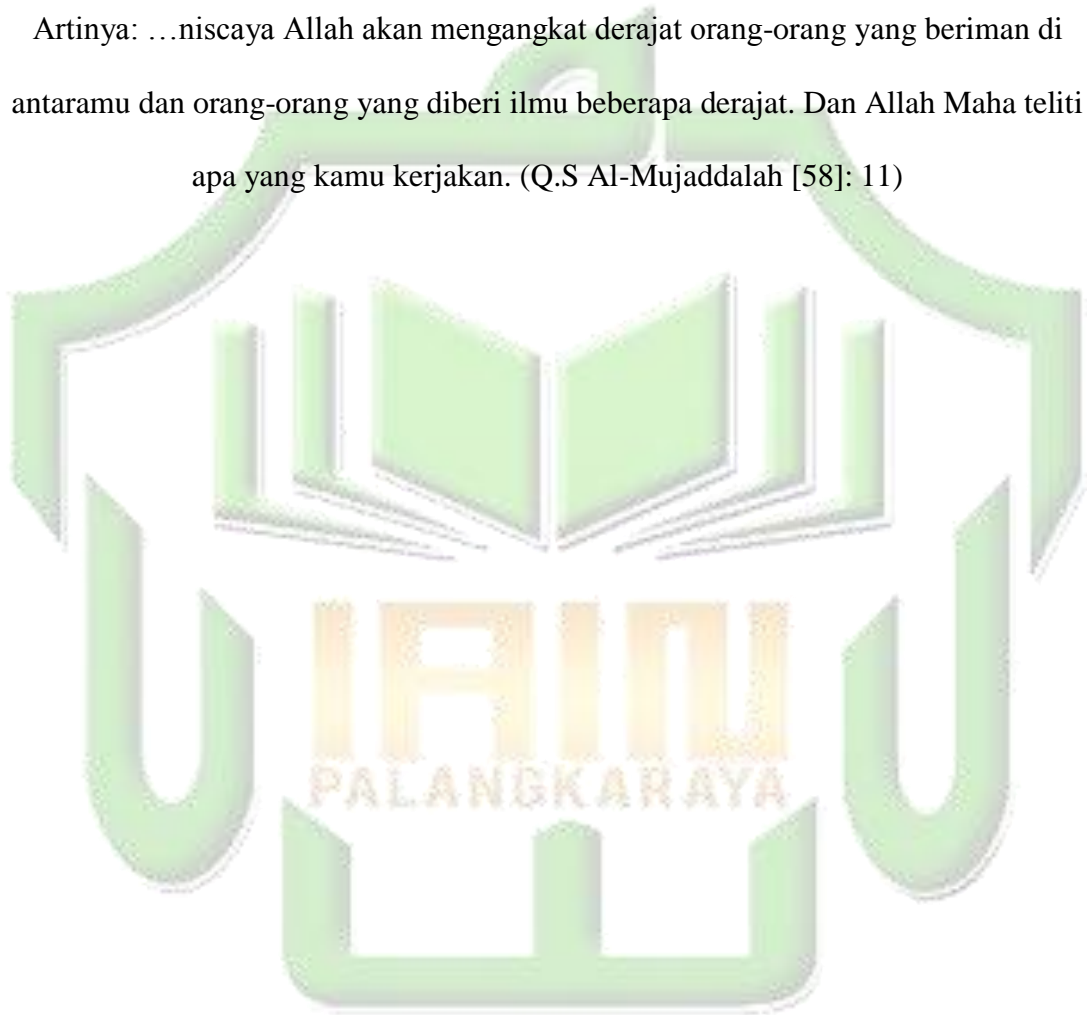 Artinya: …niscaya Allah akan mengangkat derajat orang-orang yang beriman di
antaramu dan orang-orang yang diberi ilmu beberapa derajat. Dan Allah Maha teliti
apa yang kamu kerjakan. (Q.S Al-Mujaddalah [58]: 11)
IAIN
PALANGKARAYA